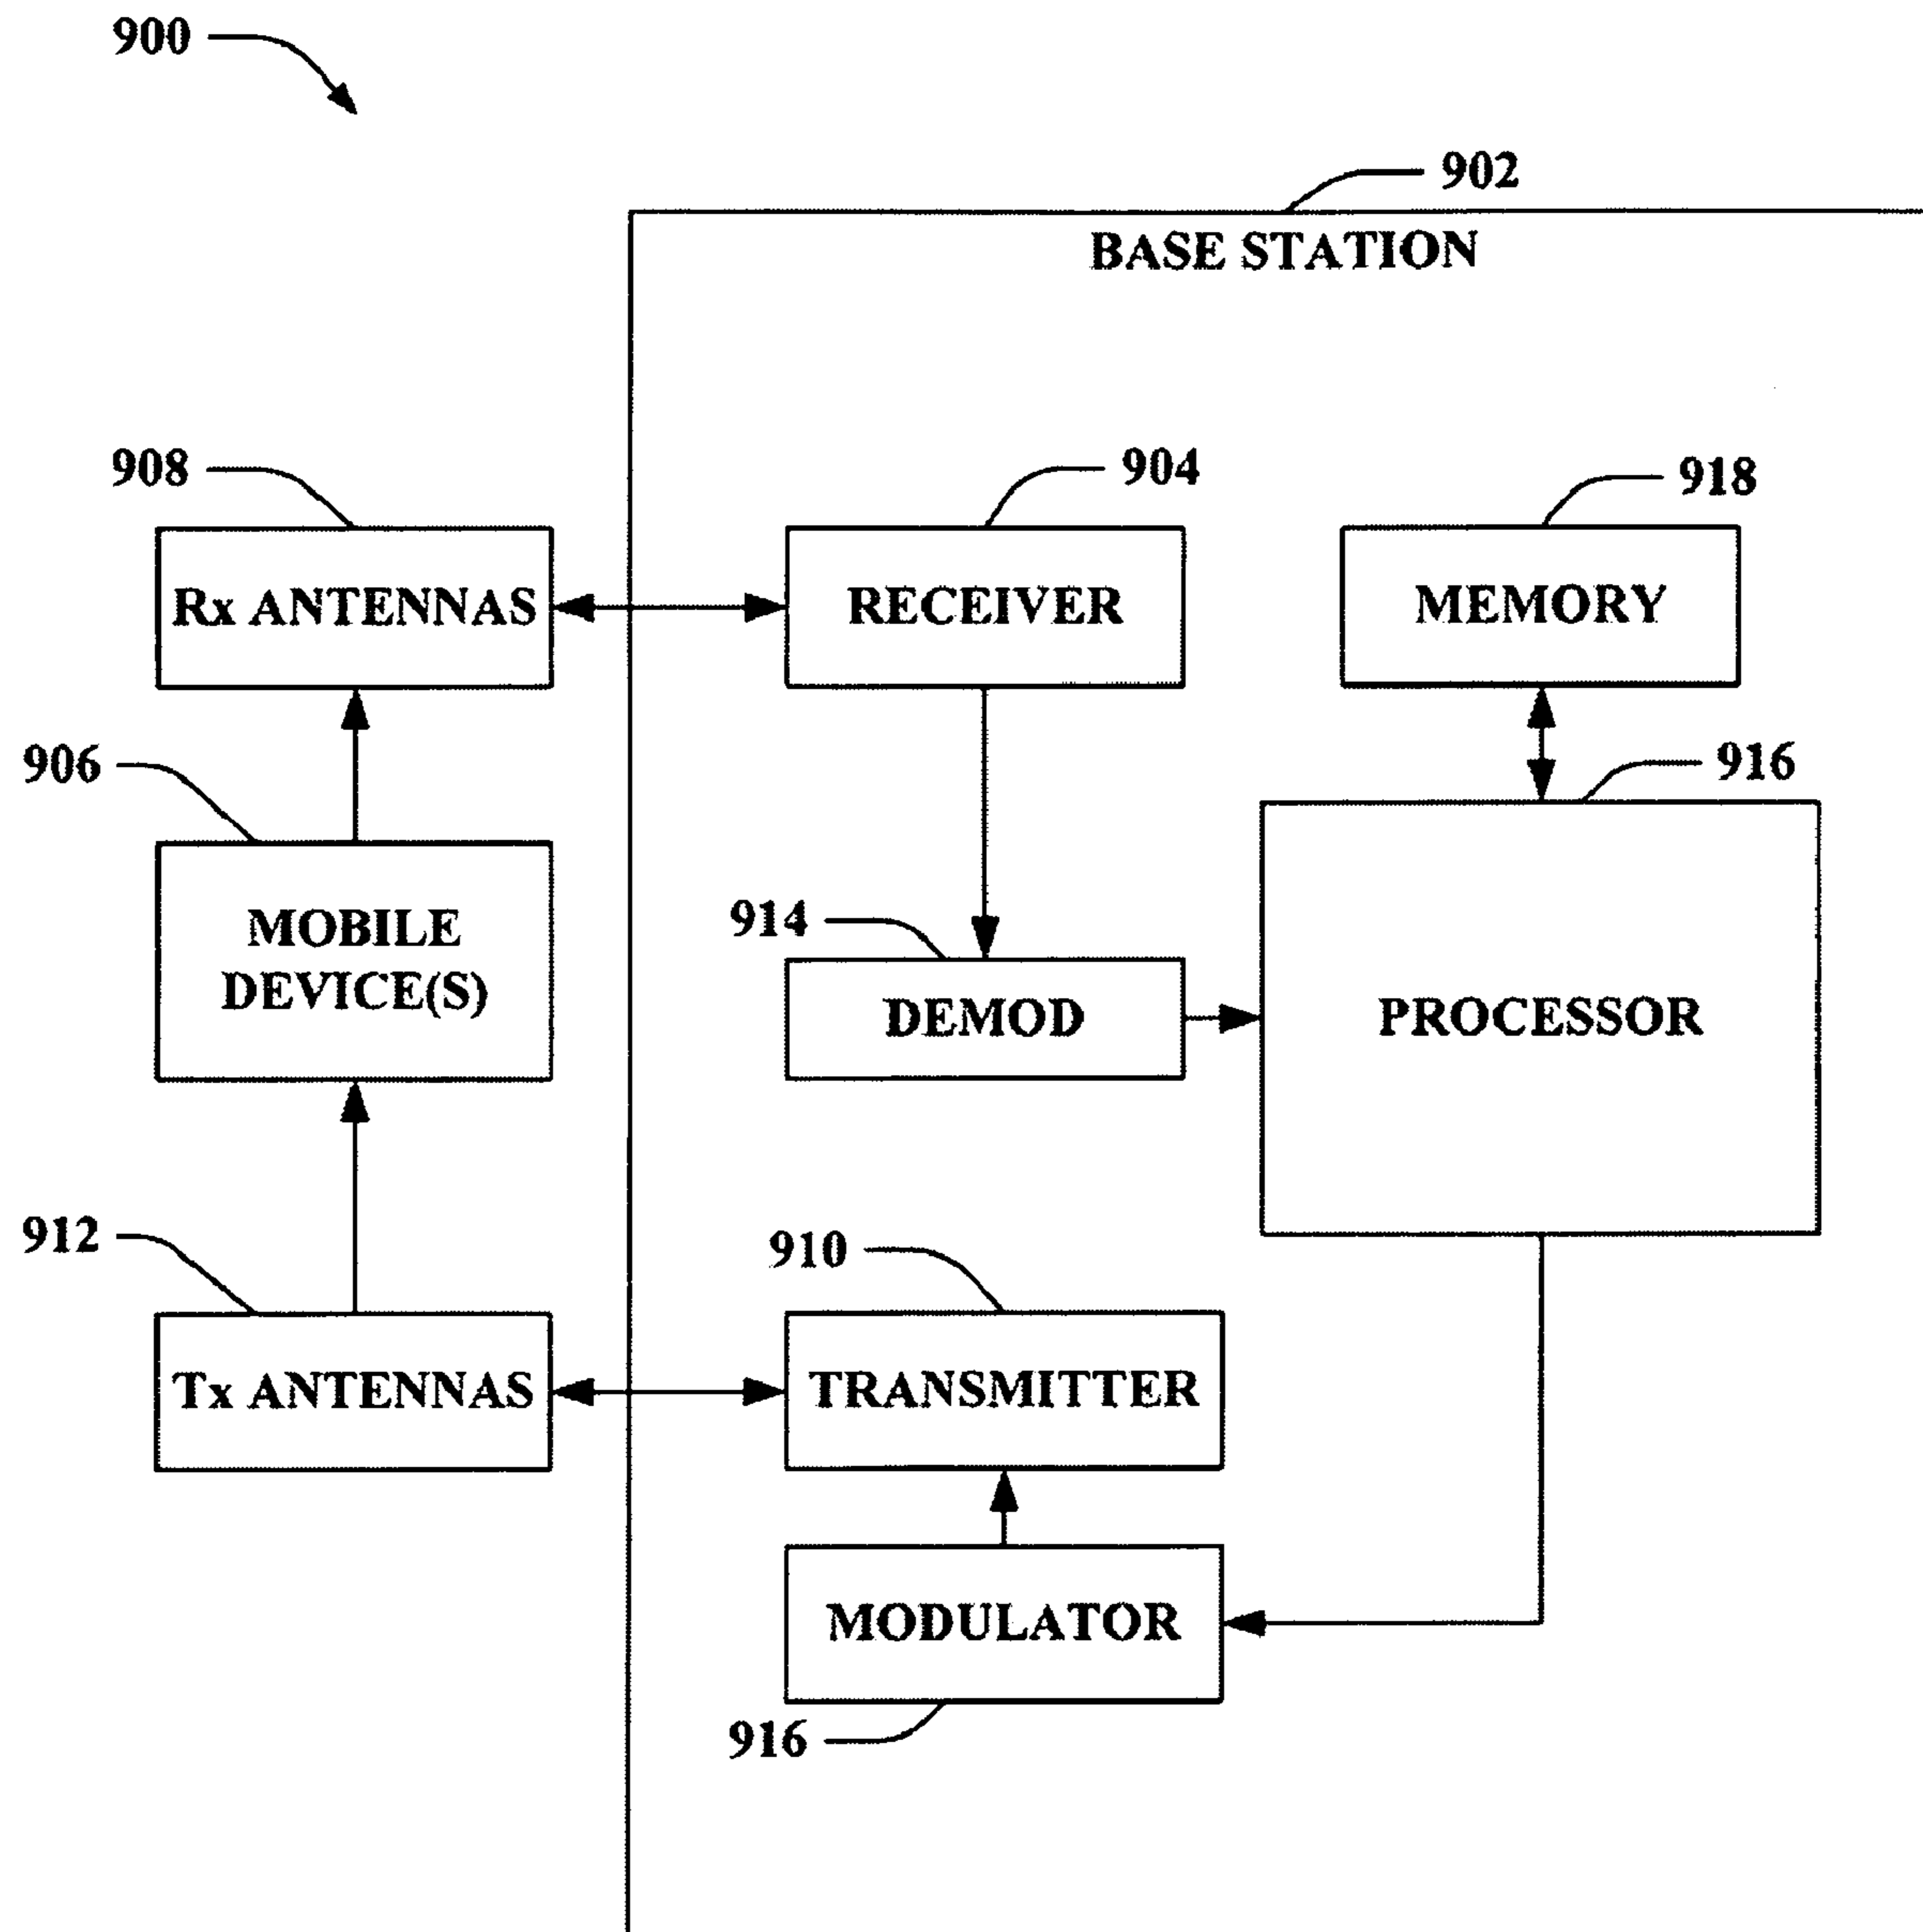 900
902
BASE STATION
908
904
918
Rx ANTENNAS
RECEIVER
MEMORY
906
916
MOBILE
DEVICE(S)
914
DEMOD
PROCESSOR
912
910
Tx ANTENNAS
TRANSMITTER
MODULATOR
916